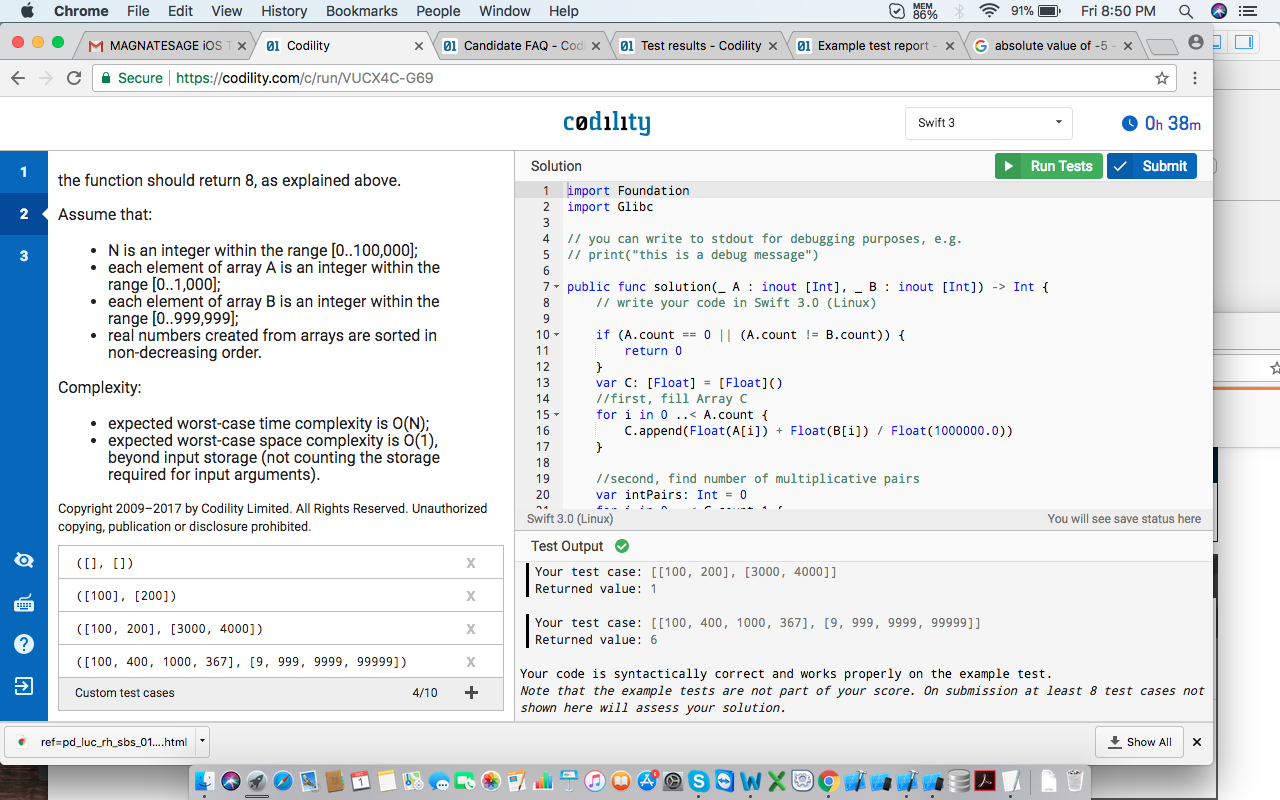 Chrome File Edit View History Bookmarks People Window Help MEM 86% 91% Fri 8:50 PM
MAGNATESAGE iOS T Codility Candidate FAQ - Codi Test results - Codility Example test report - absolute value of -5 -
Secure https://codility.com/c/run/VUCX4C-G69
codility
Swift 3
0h 38m
1
2
3
the function should return 8, as explained above.
Assume that:
• N is an integer within the range [0..100,000];
• each element of array A is an integer within the
range [0..1,000];
• each element of array B is an integer within the
range [0..999,999];
• real numbers created from arrays are sorted in
non-decreasing order.
Complexity:
• expected worst-case time complexity is O(N);
• expected worst-case space complexity is O(1),
beyond input storage (not counting the storage
required for input arguments).
Copyright 2009–2017 by Codility Limited. All Rights Reserved. Unauthorized
copying, publication or disclosure prohibited.
([], []) X
([100], [200]) X
([100, 200], [3000, 4000]) X
([100, 400, 1000, 367], [9, 999, 9999, 99999]) X
Custom test cases 4/10 +
Solution Run Tests Submit
1 import Foundation
2 import Glibc
3
4 // you can write to stdout for debugging purposes, e.g.
5 // print("this is a debug message")
6
7 public func solution(_ A : inout [Int], _ B : inout [Int]) -> Int {
8 // write your code in Swift 3.0 (Linux)
9
10 if (A.count == 0 || (A.count != B.count)) {
11 return 0
12 }
13 var C: [Float] = [Float]()
14 //first, fill Array C
15 for i in 0 ..< A.count {
16 C.append(Float(A[i]) + Float(B[i]) / Float(1000000.0))
17 }
18
19 //second, find number of multiplicative pairs
20 var intPairs: Int = 0
Swift 3.0 (Linux) You will see save status here
Test Output
Your test case: [[100, 200], [3000, 4000]]
Returned value: 1
Your test case: [[100, 400, 1000, 367], [9, 999, 9999, 99999]]
Returned value: 6
Your code is syntactically correct and works properly on the example test.
Note that the example tests are not part of your score. On submission at least 8 test cases not
shown here will assess your solution.
ref=pd_luc_rh_sbs_01....html Show All